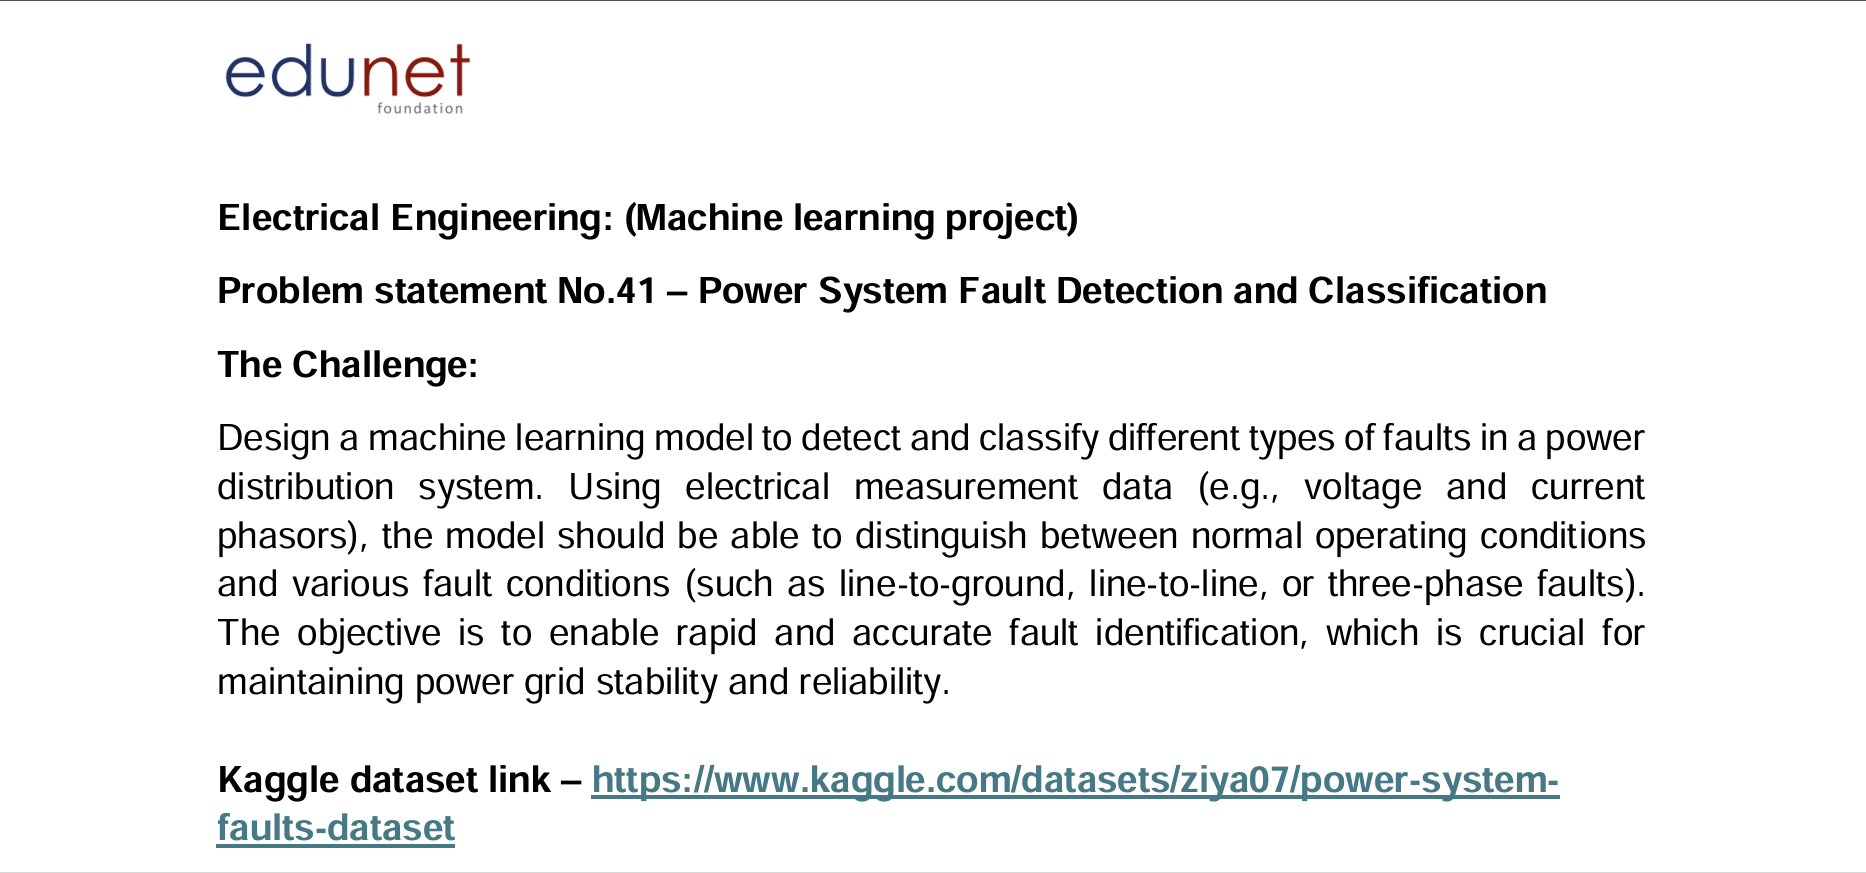 edunet
foundation
Electrical Engineering: (Machine learning project)
Problem statement No.41 – Power System Fault Detection and Classification
The Challenge:
Design a machine learning model to detect and classify different types of faults in a power
distribution system. Using electrical measurement data (e.g., voltage and current
phasors), the model should be able to distinguish between normal operating conditions
and various fault conditions (such as line-to-ground, line-to-line, or three-phase faults).
The objective is to enable rapid and accurate fault identification, which is crucial for
maintaining power grid stability and reliability.
Kaggle dataset link – https://www.kaggle.com/datasets/ziya07/power-system-
faults-dataset